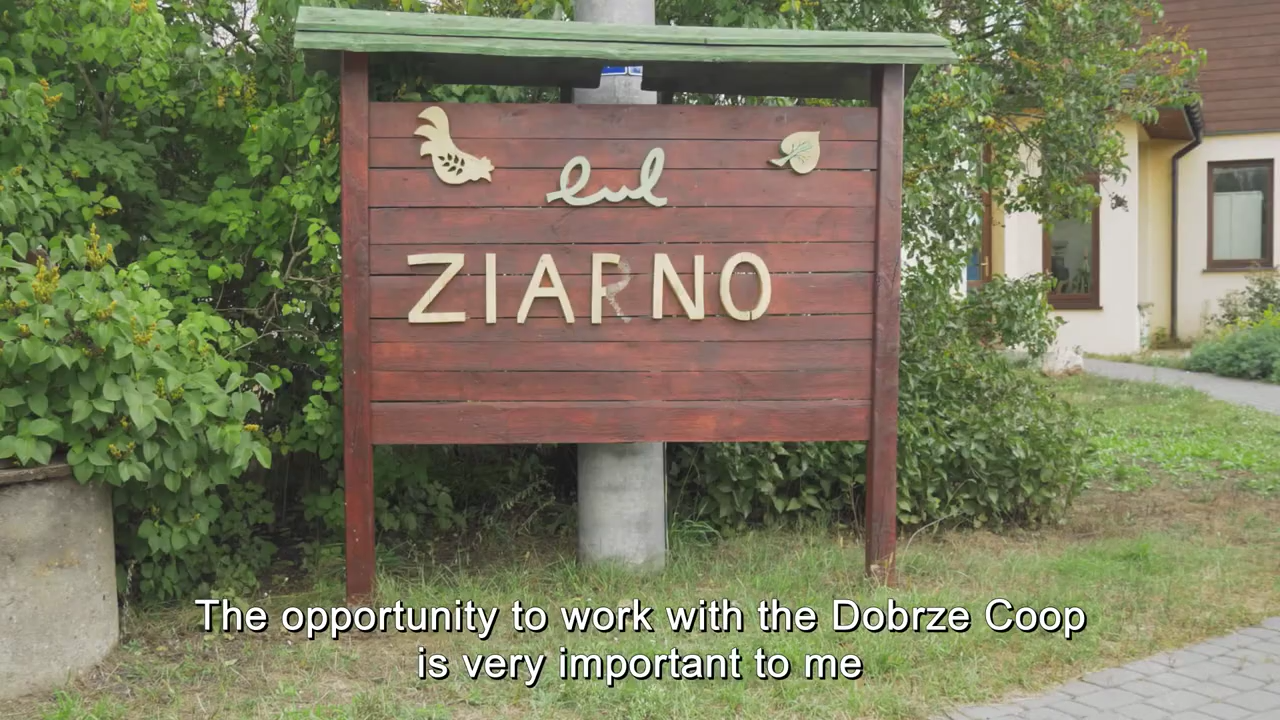 eul
ZIARNO
The opportunity to work with the Dobrze Coop
is very important to me